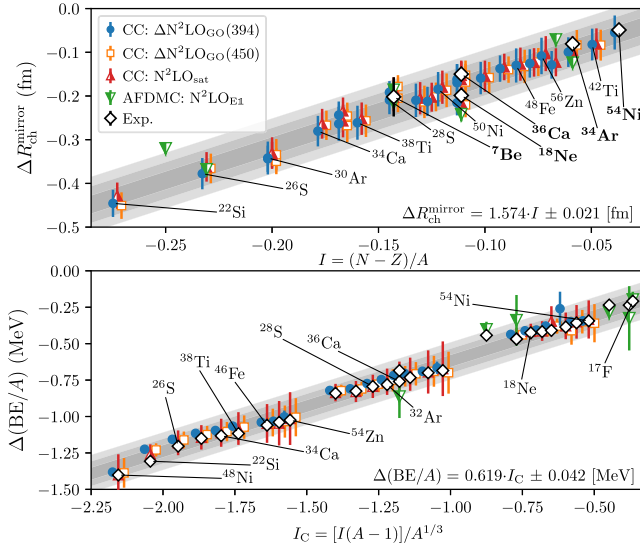 0.0
−0.1
−0.2
−0.3
−0.4
−0.5
ΔR_ch^mirror (fm)
CC: ΔN²LO_GO(394)
CC: ΔN²LO_GO(450)
CC: N²LO_sat
AFDMC: N²LO_E1
Exp.
²²Si
²⁶S
³⁰Ar
³⁴Ca
³⁸Ti
²⁸S
⁷Be
⁵⁰Ni
¹⁸Ne
³⁶Ca
⁴⁸Fe
⁵⁶Zn
³⁴Ar
⁴²Ti
⁵⁴Ni
ΔR_ch^mirror = 1.574·I ± 0.021 [fm]
−0.25 −0.20 −0.15 −0.10 −0.05
I = (N − Z)/A
0.00
−0.25
−0.50
−0.75
−1.00
−1.25
−1.50
Δ(BE/A) (MeV)
⁵⁴Ni
³⁶Ca
²⁸S
⁴⁶Fe
³⁸Ti
²⁶S
¹⁷F
¹⁸Ne
³²Ar
⁵⁴Zn
³⁴Ca
²²Si
⁴⁸Ni
Δ(BE/A) = 0.619·I_C ± 0.042 [MeV]
−2.25 −2.00 −1.75 −1.50 −1.25 −1.00 −0.75 −0.50
I_C = [I(A − 1)]/A^1/3